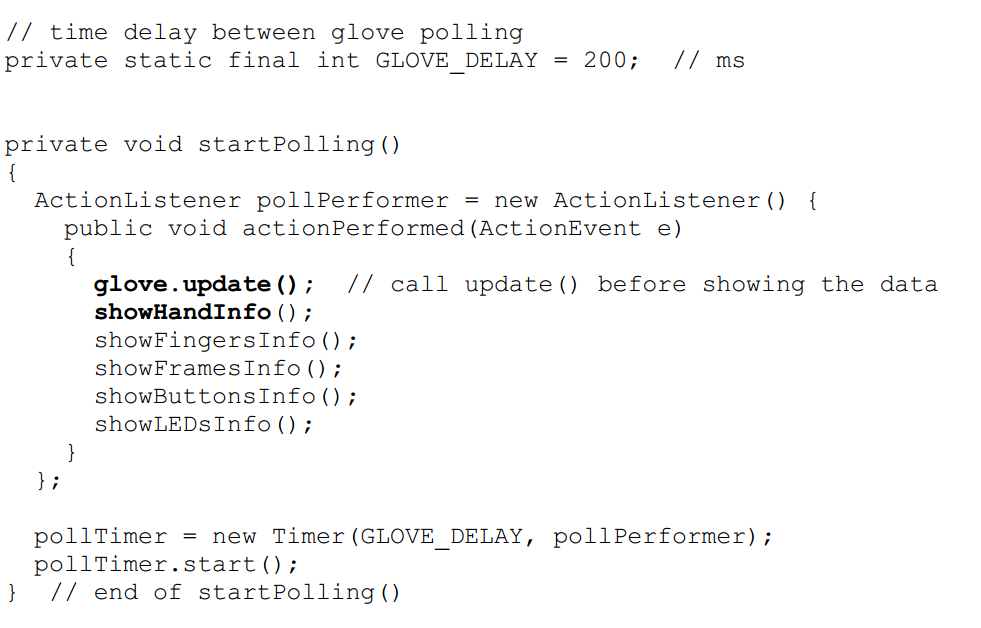 // time delay between glove polling
private static final int GLOVE_DELAY = 200;  // ms
private void startPolling()
{
  ActionListener pollPerformer = new ActionListener() {
    public void actionPerformed(ActionEvent e)
    {
      glove.update();  // call update() before showing the data
      showHandInfo();
      showFingersInfo();
      showFramesInfo();
      showButtonsInfo();
      showLEDsInfo();
    }
  };
  pollTimer = new Timer(GLOVE_DELAY, pollPerformer);
  pollTimer.start();
}  // end of startPolling()